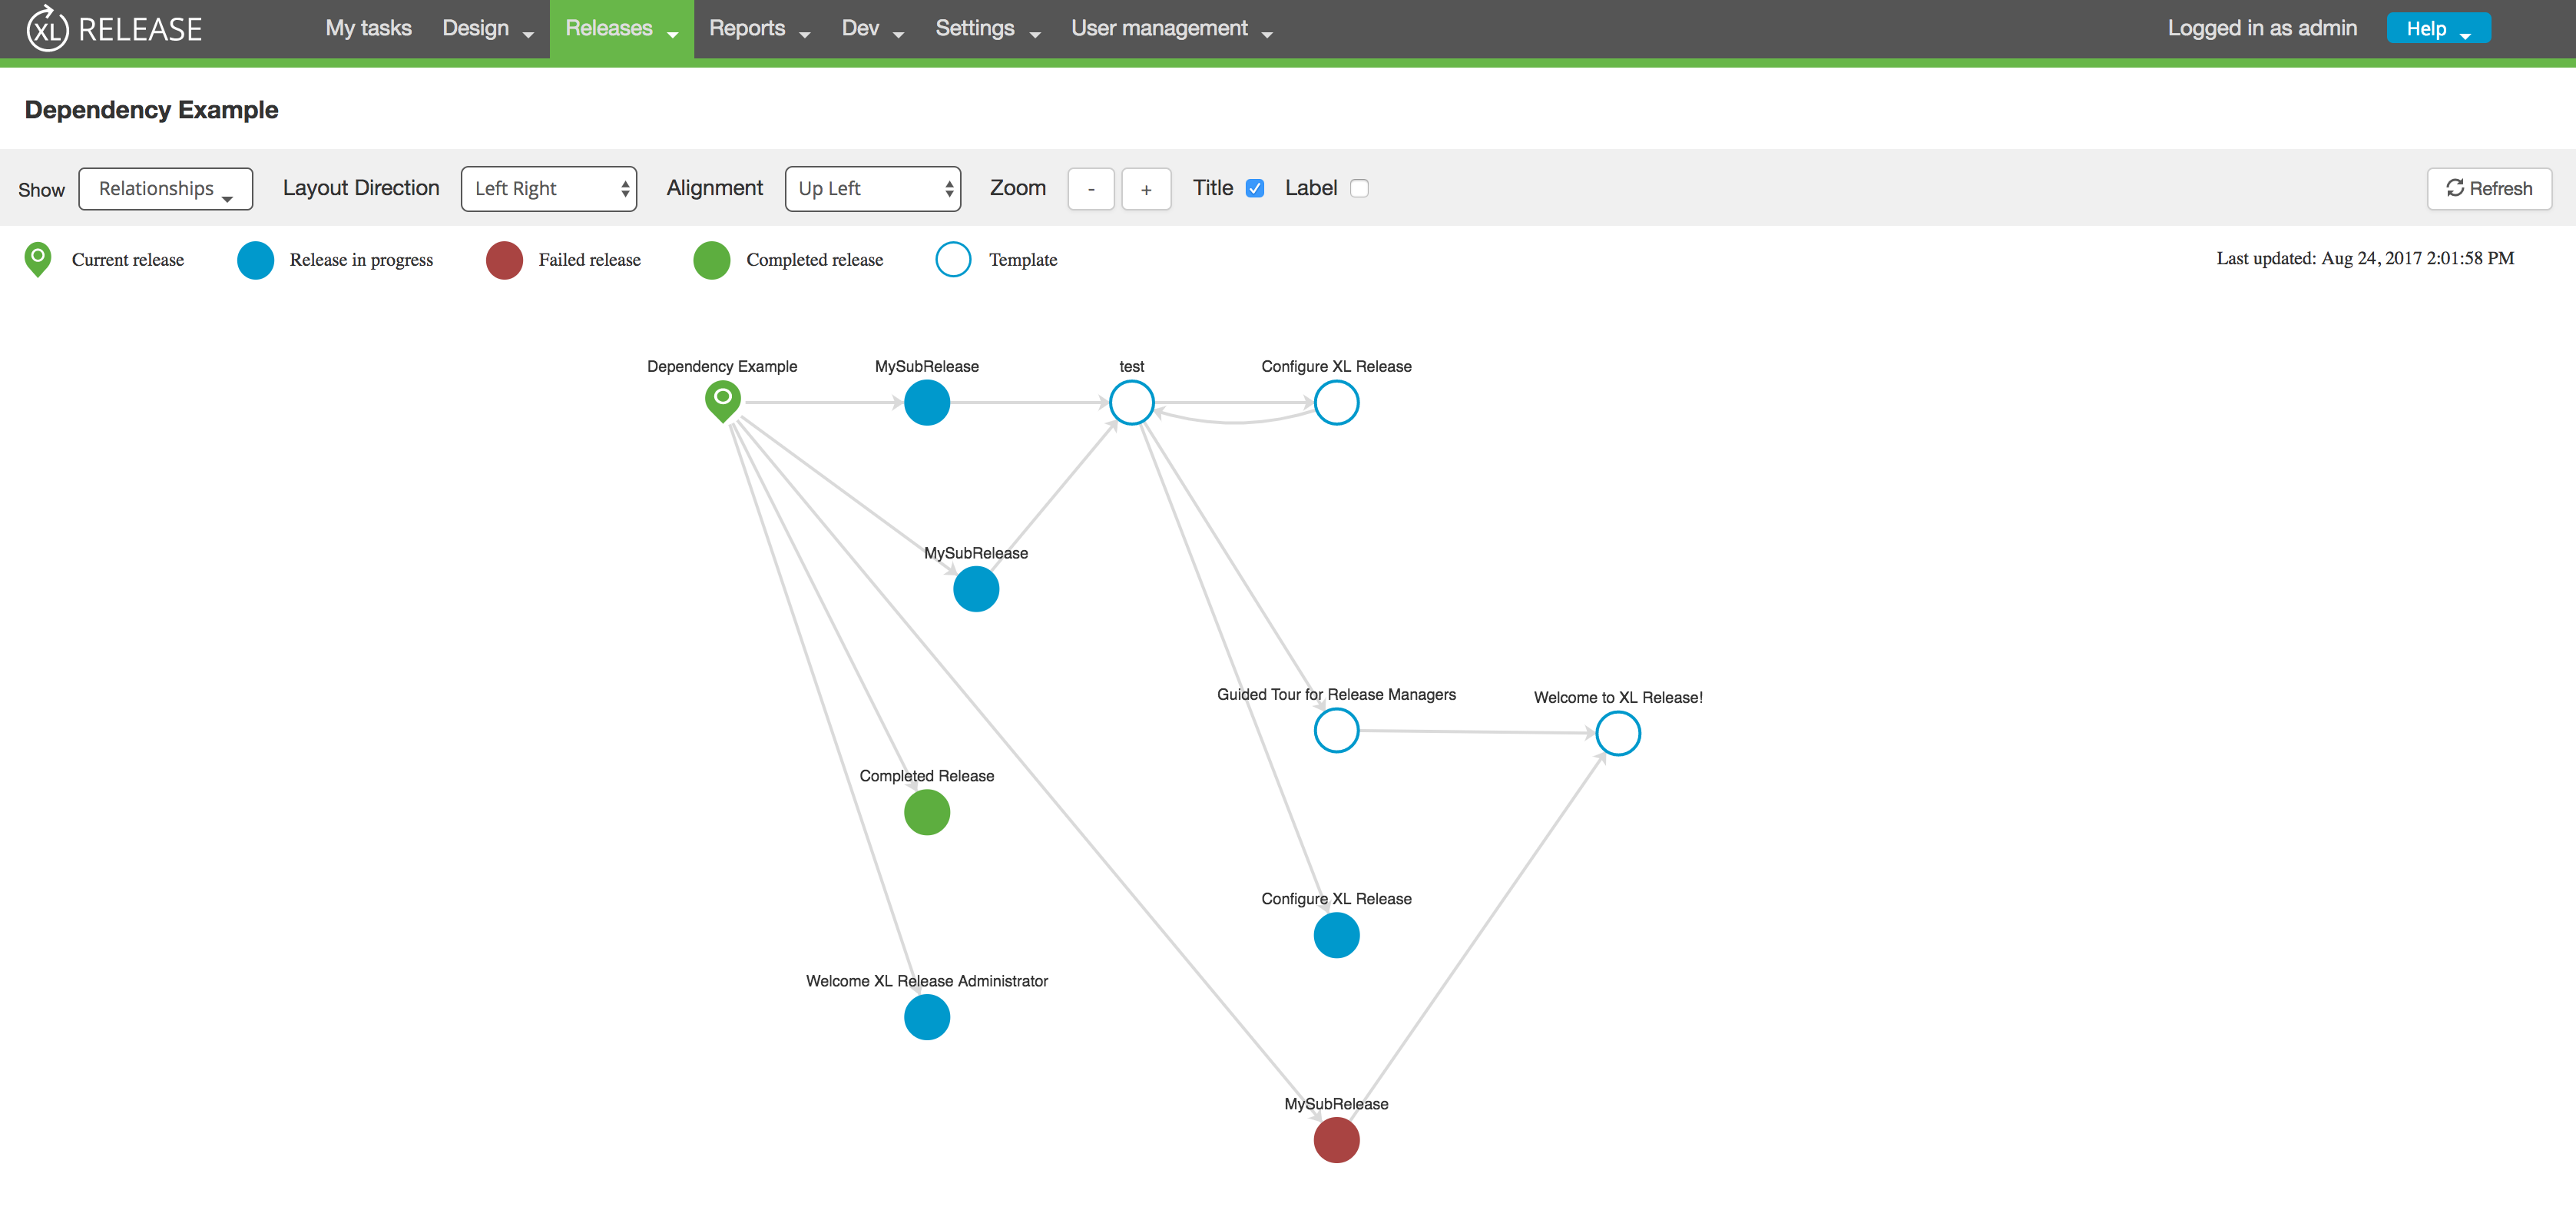 XL RELEASE My tasks Design Releases Reports Dev Settings User management Logged in as admin Help
Dependency Example
Show Relationships Layout Direction Left Right Alignment Up Left Zoom - + Title Label Refresh
Current release Release in progress Failed release Completed release Template Last updated: Aug 24, 2017 2:01:58 PM
Dependency Example MySubRelease test Configure XL Release
MySubRelease
Guided Tour for Release Managers Welcome to XL Release!
Completed Release
Configure XL Release
Welcome XL Release Administrator
MySubRelease